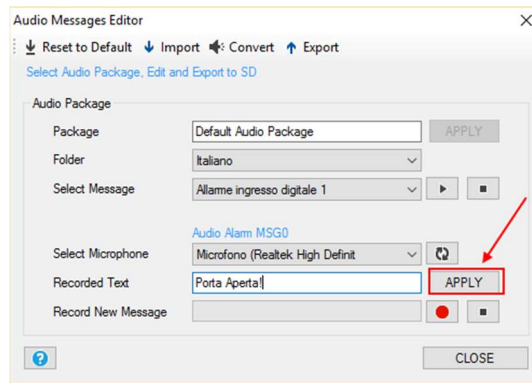 Audio Messages Editor
Reset to Default Import Convert Export
Select Audio Package, Edit and Export to SD
Audio Package
Package Default Audio Package APPLY
Folder Italiano
Select Message Allarme ingresso digitale 1
Audio Alarm MSG0
Select Microphone Microfono (Realtek High Definit
Recorded Text Porta Aperta! APPLY
Record New Message
? CLOSE